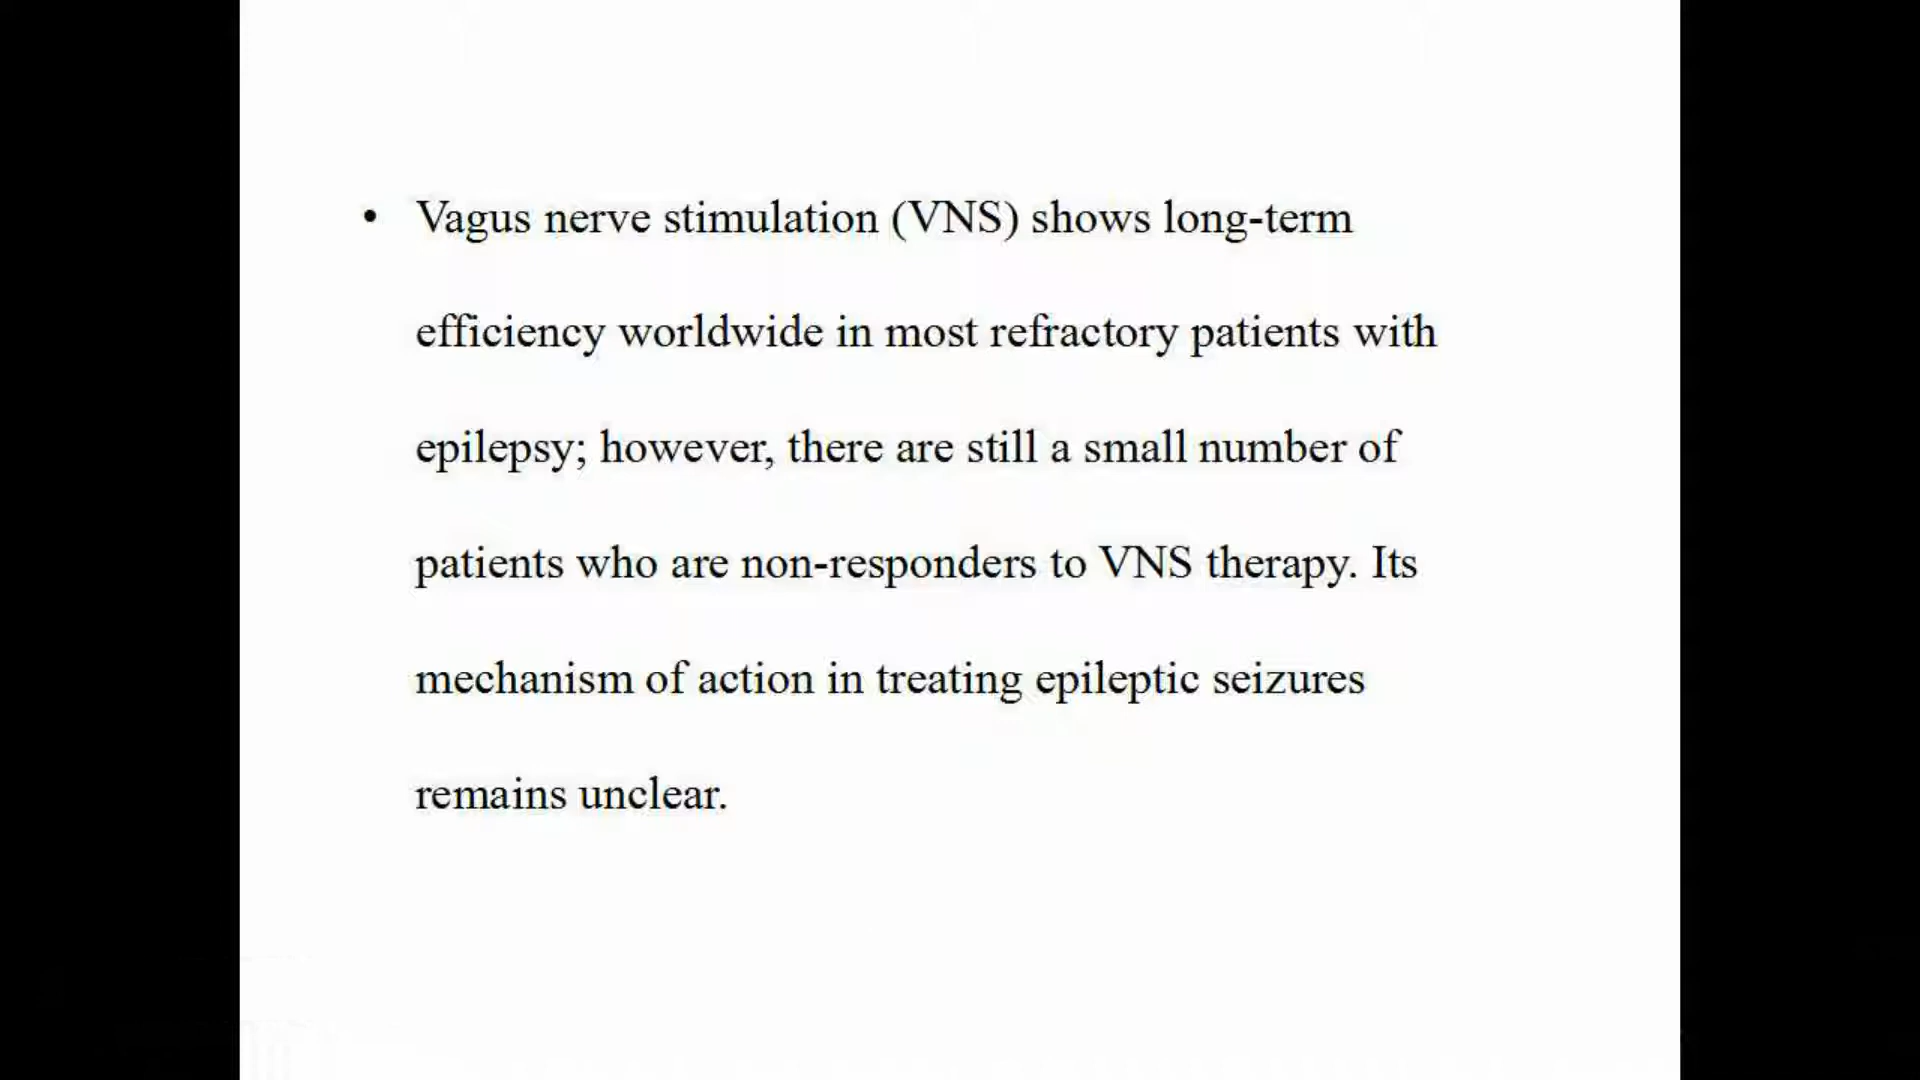 • Vagus nerve stimulation (VNS) shows long-term
efficiency worldwide in most refractory patients with
epilepsy; however, there are still a small number of
patients who are non-responders to VNS therapy. Its
mechanism of action in treating epileptic seizures
remains unclear.